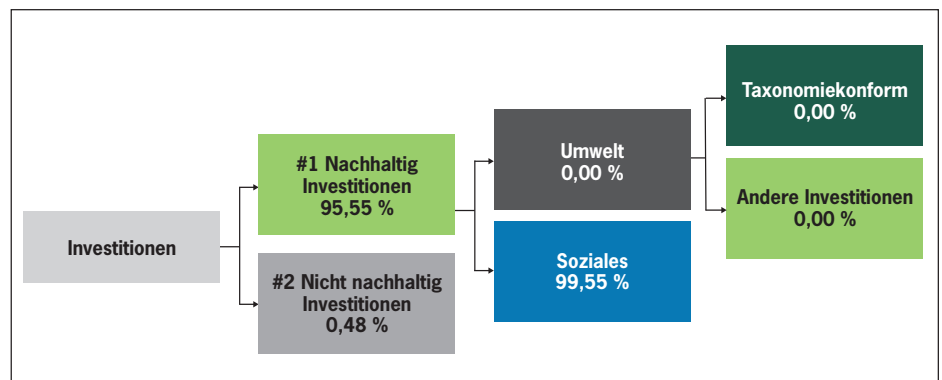 Investitionen
#1 Nachhaltig
Investitionen
95,55 %
#2 Nicht nachhaltig
Investitionen
0,48 %
Umwelt
0,00 %
Soziales
99,55 %
Taxonomiekonform
0,00 %
Andere Investitionen
0,00 %